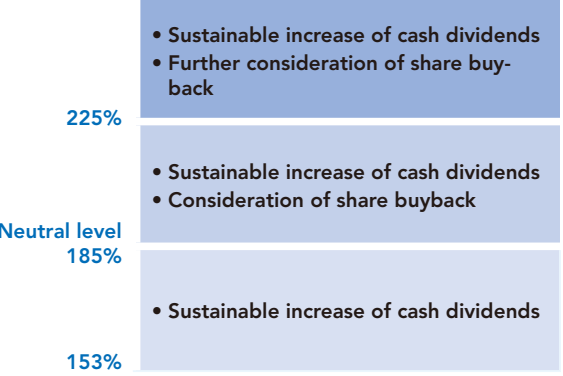 • Sustainable increase of cash dividends
• Further consideration of share buy-
back
225%
• Sustainable increase of cash dividends
• Consideration of share buyback
Neutral level
185%
• Sustainable increase of cash dividends
153%